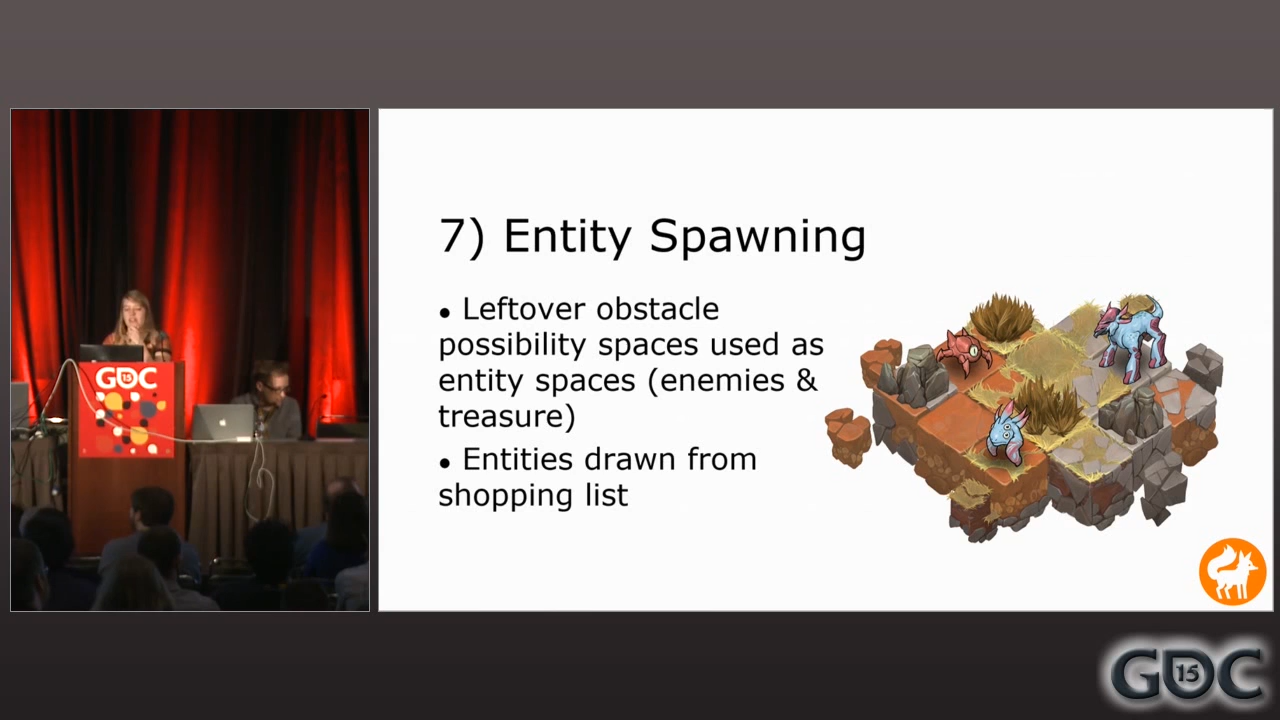 7) Entity Spawning
• Leftover obstacle
possibility spaces used as
entity spaces (enemies &
treasure)
• Entities drawn from
shopping list
GDC
15
GDC
15